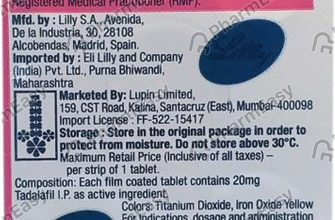 Registered Medical Practitioner (RMP).
Mfd. by : Lilly S.A., Avenida,
De la Industria, 30, 28108
Alcobendas, Madrid, Spain.
Imported by : Eli Lilly and Company
(India) Pvt. Ltd., Purna Bhiwandi,
Maharashtra
Lilly
Marketed By: Lupin Limited,
159, CST Road, Kalina, Santacruz (East), Mumbai-400098
Import License : FF-522-15417
Storage : Store in the original package in order to
protect from moisture. Do not store above 30°C.
Maximum Retail Price (Inclusive of all taxes) -
per strip of 1 tablet.
Composition: Each film coated tablet contains 20mg
Tadalafil I.P. as active ingredient.
Colors: Titanium Dioxide, Iron Oxide Yellow
For indications, dosage and administration
PharmEasy